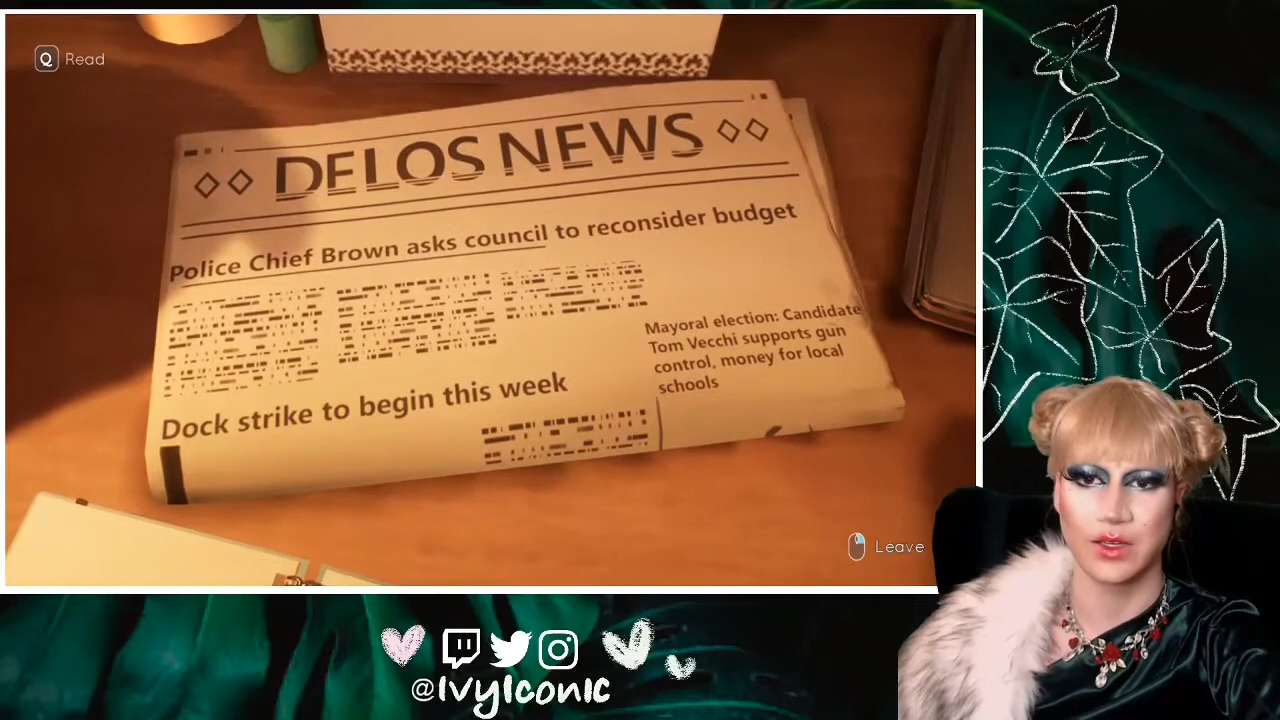 Q Read
DELOS NEWS
Police Chief Brown asks council to reconsider budget
Mayoral election: Candidate
Tom Vecchi supports gun
control, money for local
schools
Dock strike to begin this week
Leave
@IvyIconic